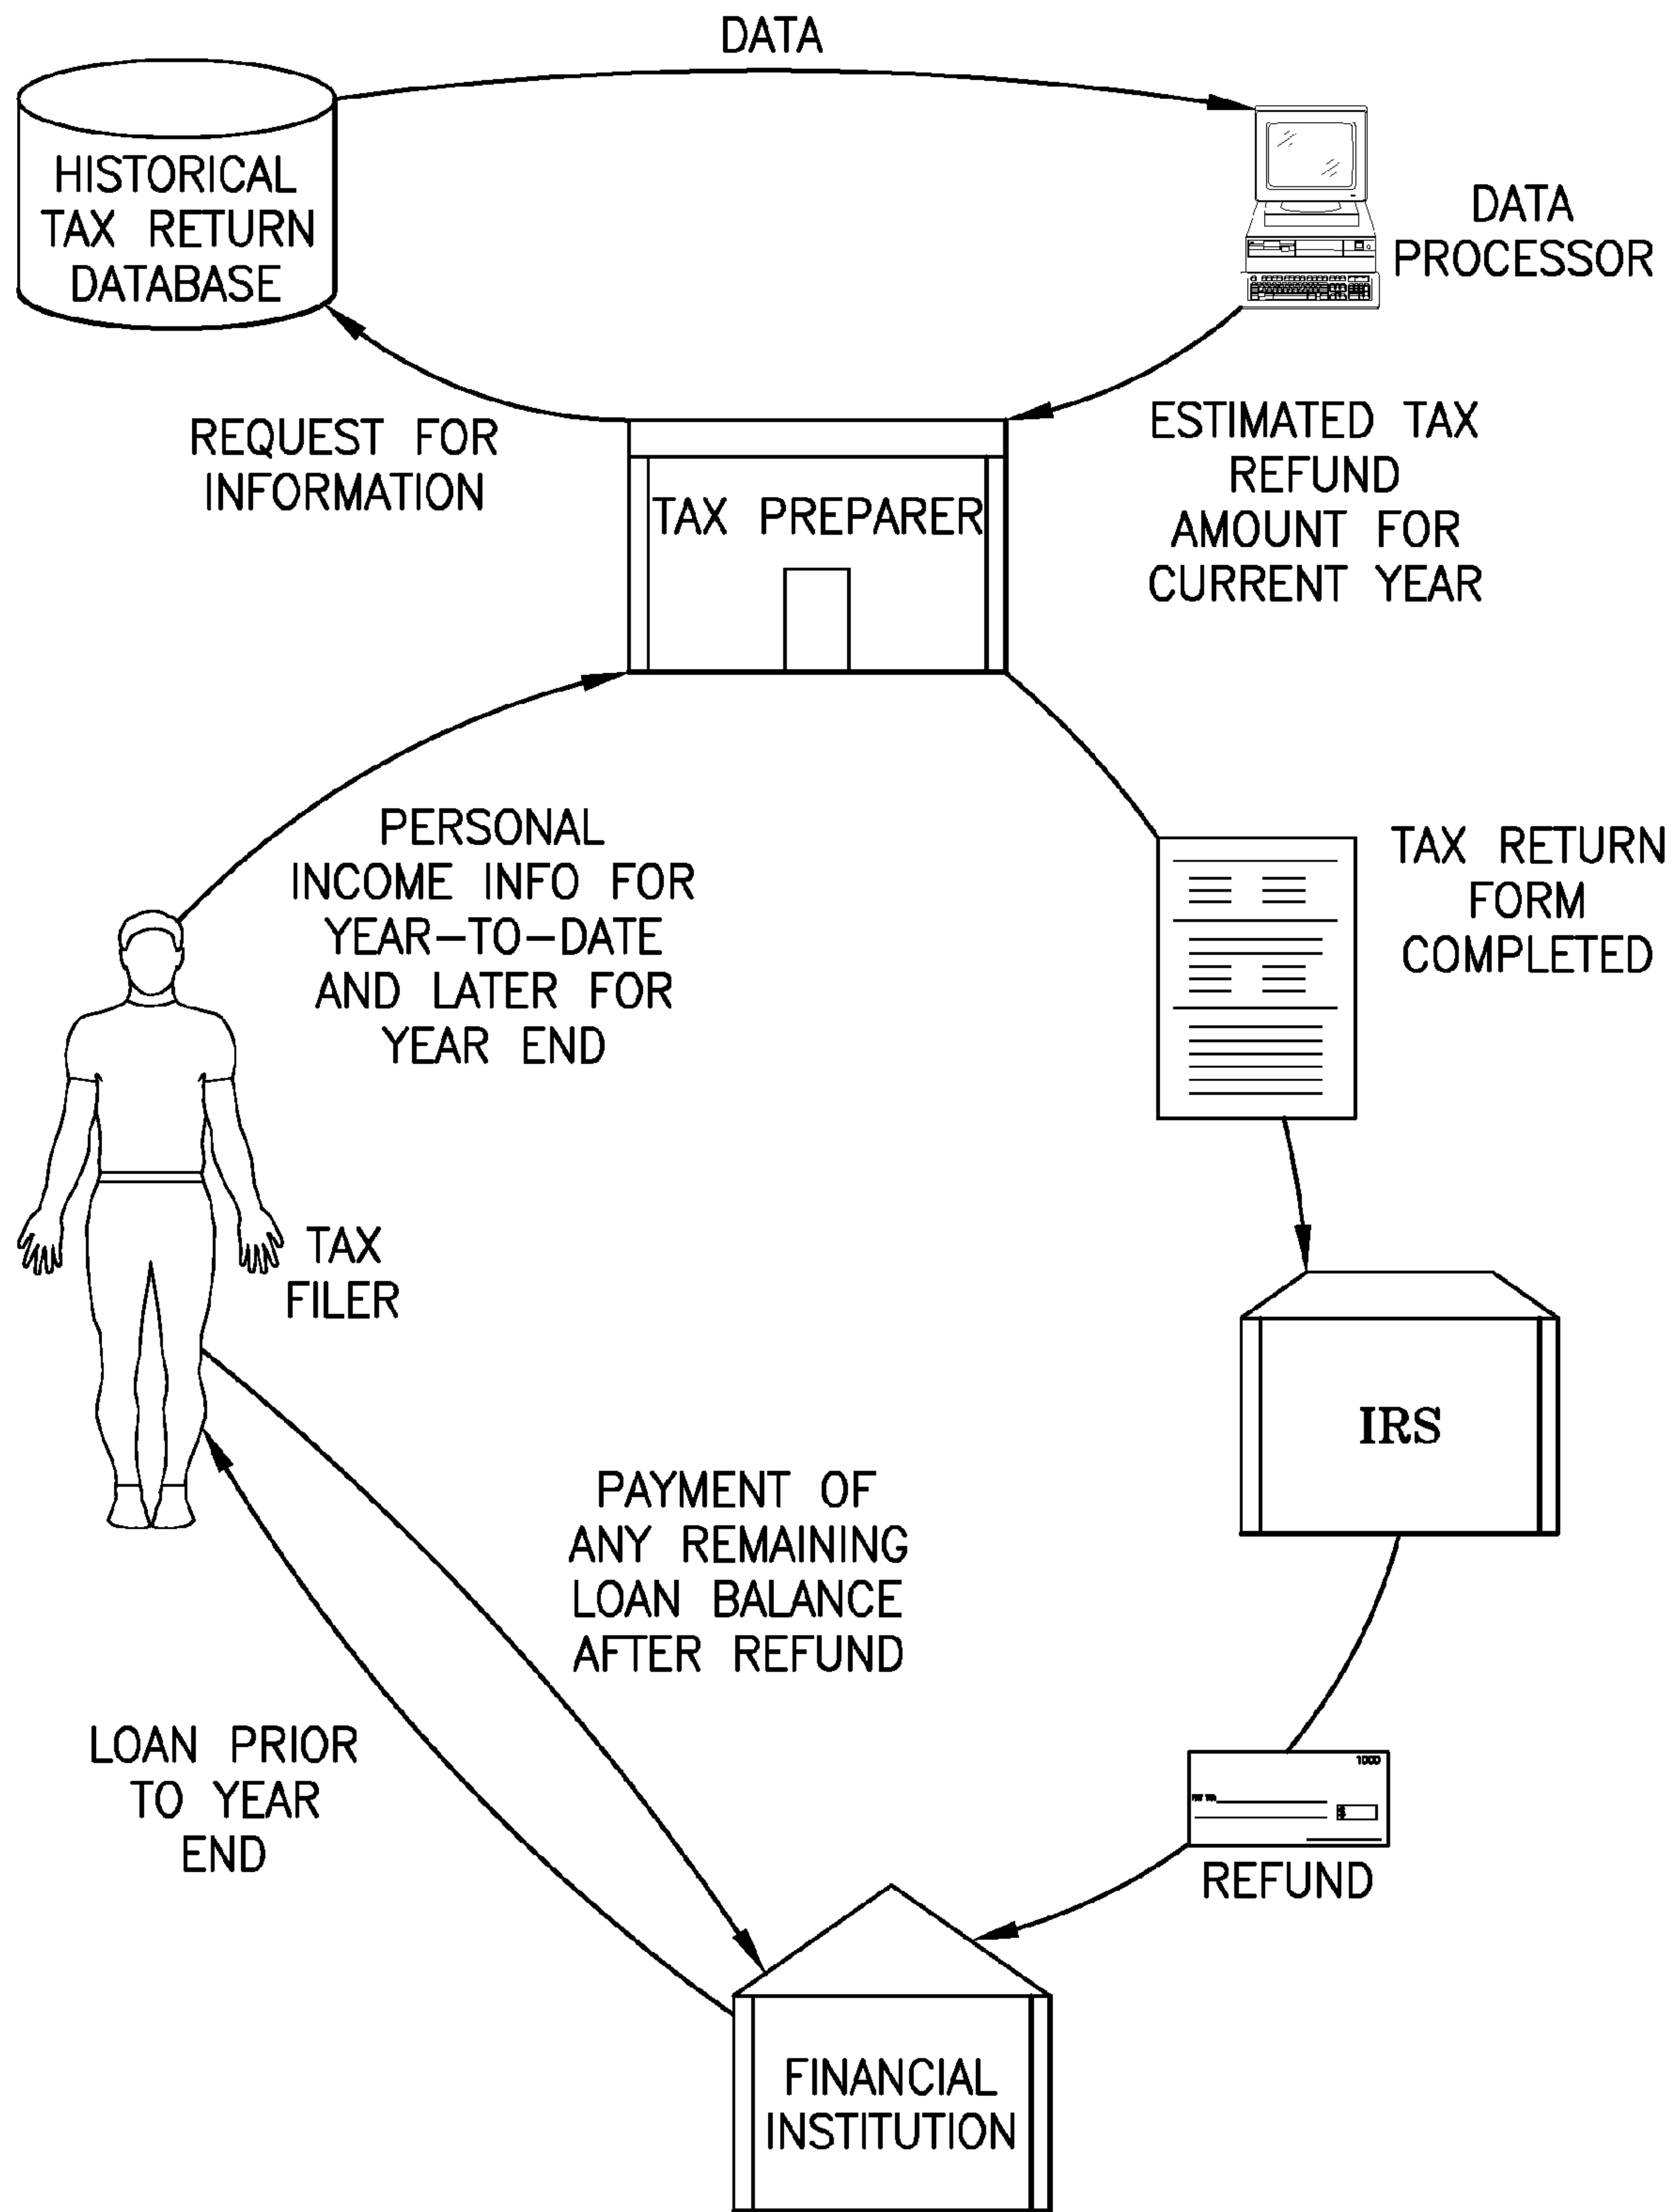 DATA
HISTORICAL
TAX RETURN
DATABASE
DATA
PROCESSOR
REQUEST FOR
INFORMATION
ESTIMATED TAX
REFUND
AMOUNT FOR
CURRENT YEAR
TAX PREPARER
PERSONAL
INCOME INFO FOR
YEAR-TO-DATE
AND LATER FOR
YEAR END
TAX RETURN
FORM
COMPLETED
TAX
FILER
IRS
PAYMENT OF
ANY REMAINING
LOAN BALANCE
AFTER REFUND
LOAN PRIOR
TO YEAR
END
1000
$
REFUND
FINANCIAL
INSTITUTION